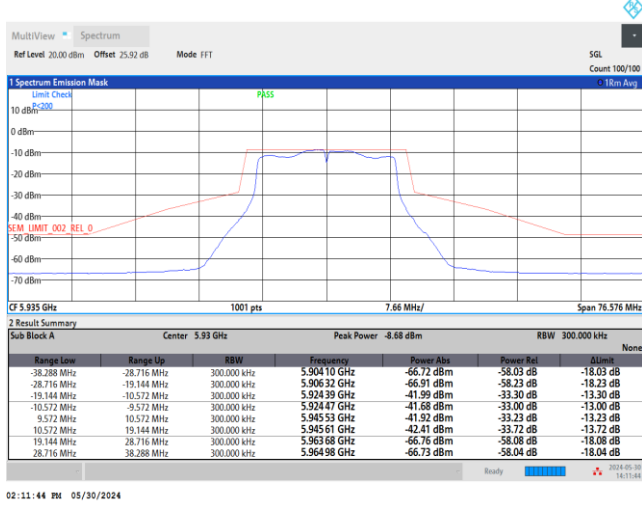 MultiView Spectrum
Ref Level 20.00 dBm Offset 25.92 dB Mode FFT SGL
Count 100/100
1 Spectrum Emission Mask 1Rm Avg
Limit Check PASS
P<200
10 dBm
0 dBm
-10 dBm
-20 dBm
-30 dBm
-40 dBm
SEM_LIMIT_002_REL_0
-50 dBm
-60 dBm
-70 dBm
CF 5.935 GHz 1001 pts 7.66 MHz/ Span 76.576 MHz
2 Result Summary
Sub Block A Center 5.93 GHz Peak Power -8.68 dBm RBW 300.000 kHz
None
Range Low Range Up RBW Frequency Power Abs Power Rel ΔLimit
-38.288 MHz -28.716 MHz 300.000 kHz 5.90410 GHz -66.72 dBm -58.03 dB -18.03 dB
-28.716 MHz -19.144 MHz 300.000 kHz 5.90632 GHz -66.91 dBm -58.23 dB -18.23 dB
-19.144 MHz -10.572 MHz 300.000 kHz 5.92439 GHz -41.99 dBm -33.30 dB -13.30 dB
-10.572 MHz -9.572 MHz 300.000 kHz 5.92447 GHz -41.68 dBm -33.00 dB -13.00 dB
9.572 MHz 10.572 MHz 300.000 kHz 5.94553 GHz -41.92 dBm -33.23 dB -13.23 dB
10.572 MHz 19.144 MHz 300.000 kHz 5.94561 GHz -42.41 dBm -33.72 dB -13.72 dB
19.144 MHz 28.716 MHz 300.000 kHz 5.96368 GHz -66.76 dBm -58.08 dB -18.08 dB
28.716 MHz 38.288 MHz 300.000 kHz 5.96498 GHz -66.73 dBm -58.04 dB -18.04 dB
Ready 2024-05-30
14:11:44
02:11:44 PM 05/30/2024